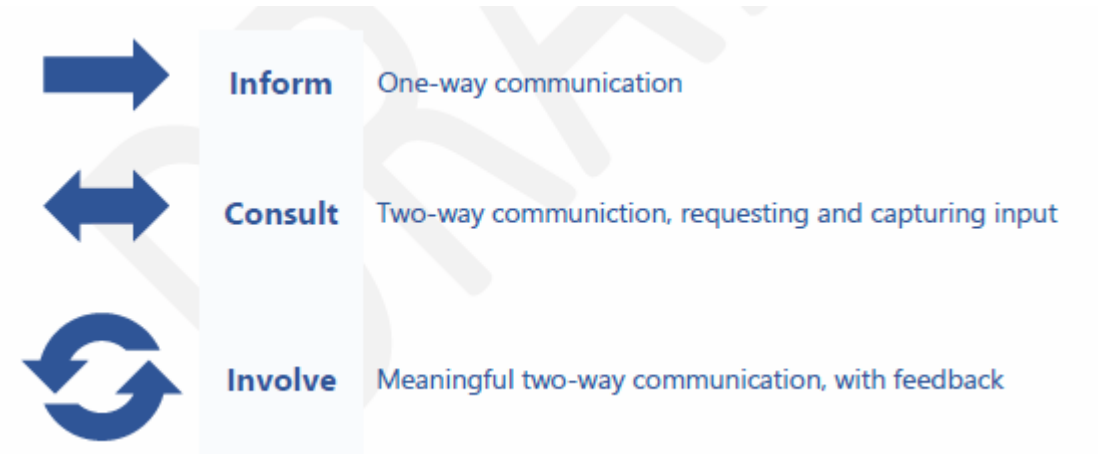 Inform One-way communication
Consult Two-way communiction, requesting and capturing input
Involve Meaningful two-way communication, with feedback